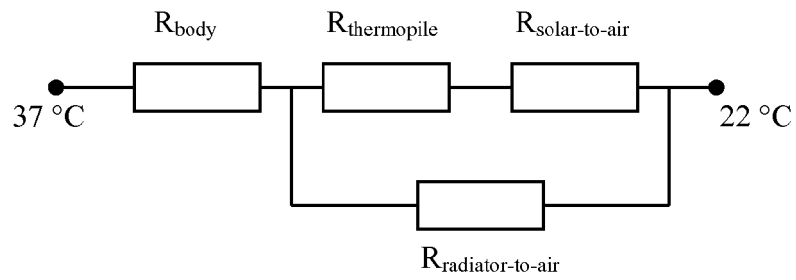 R_body
R_thermopile
R_solar-to-air
37 °C
22 °C
R_radiator-to-air